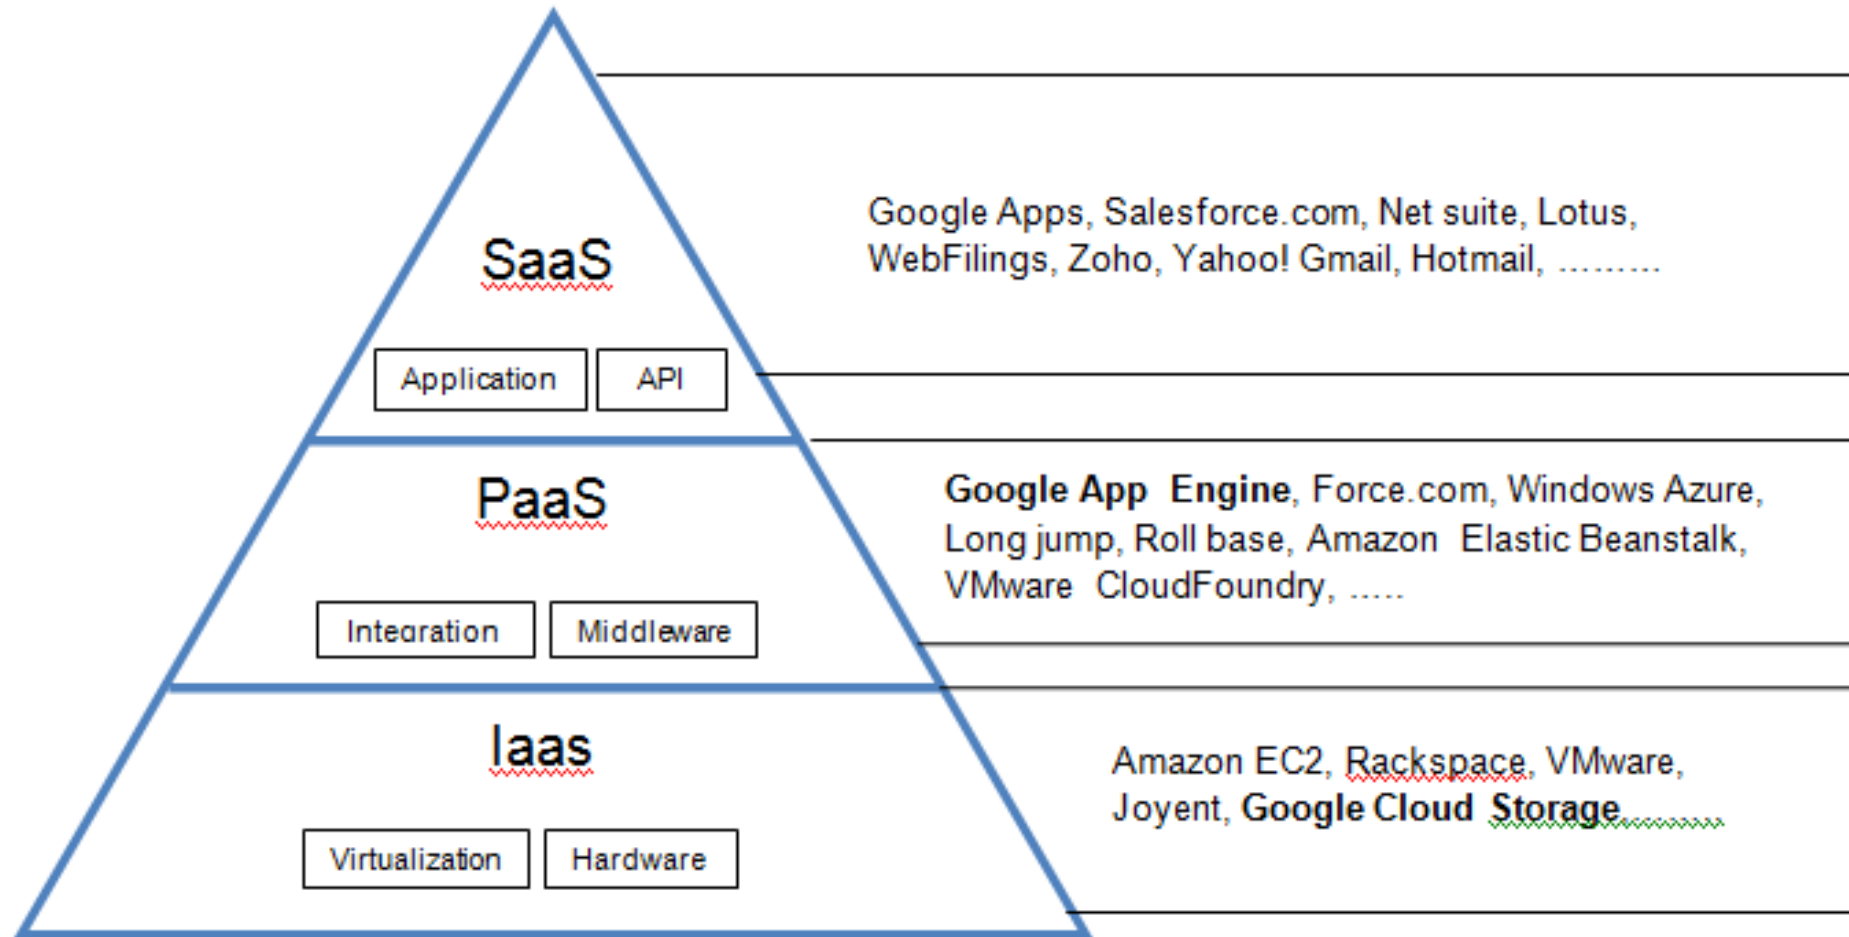 Google Apps, Salesforce.com, Net suite, Lotus,
WebFilings, Zoho, Yahoo! Gmail, Hotmail, .........
SaaS
Application API
Google App Engine, Force.com, Windows Azure,
Long jump, Roll base, Amazon Elastic Beanstalk,
VMware CloudFoundry, .....
PaaS
Integration Middleware
Iaas
Amazon EC2, Rackspace, VMware,
Joyent, Google Cloud Storage,........
Virtualization Hardware